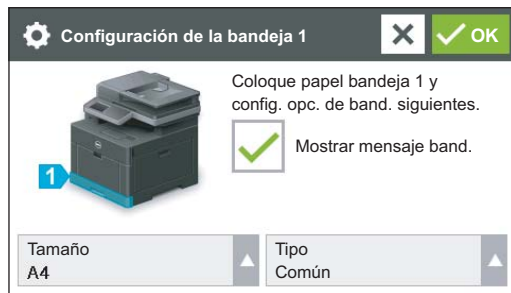 Configuración de la bandeja 1
OK
Coloque papel bandeja 1 y
config. opc. de band. siguientes.
Mostrar mensaje band.
1
Tamaño
A4
Tipo
Común